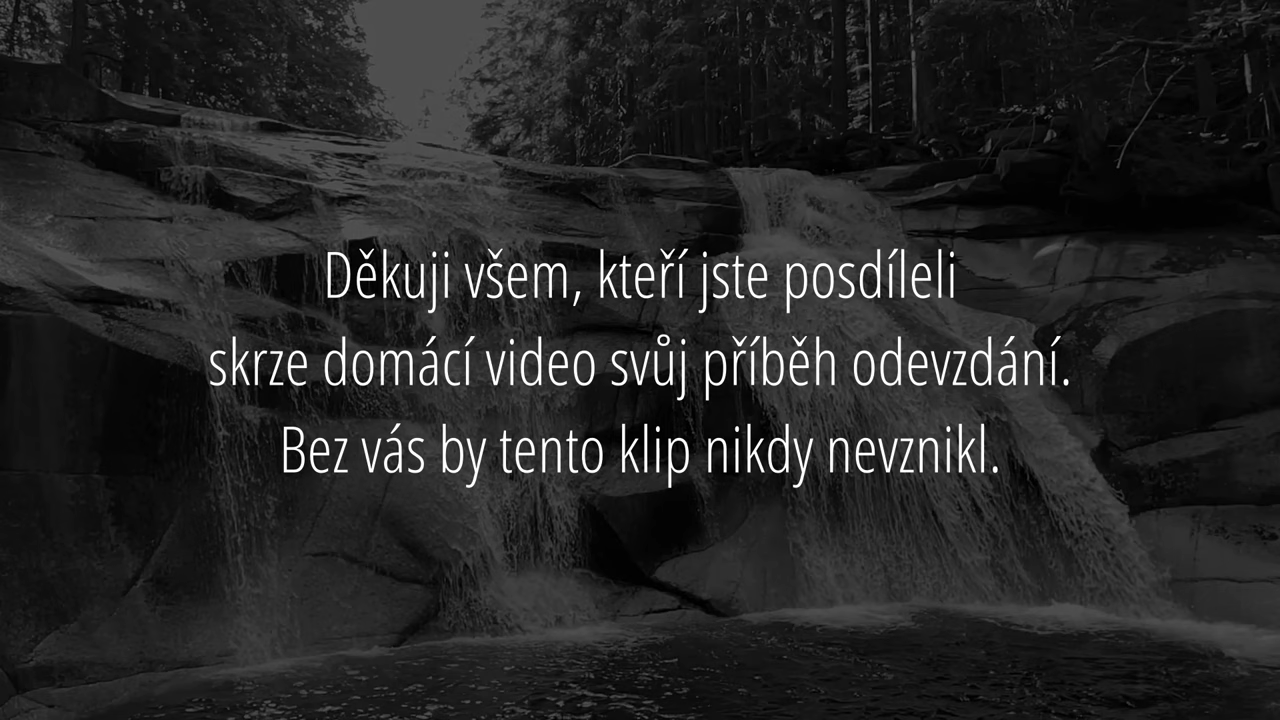 Děkuji všem, kteří jste posdíleli
skrze domácí video svůj příběh odevzdání.
Bez vás by tento klip nikdy nevznikl.